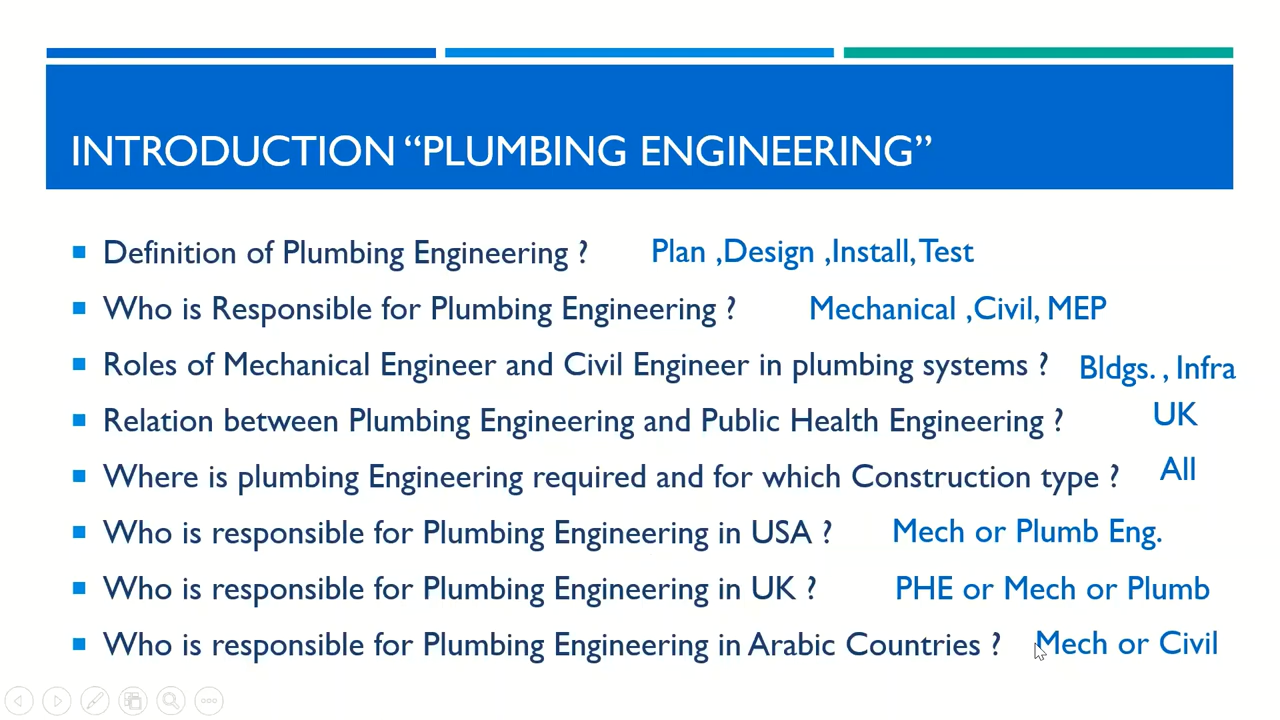 INTRODUCTION “PLUMBING ENGINEERING”
Definition of Plumbing Engineering ? Plan ,Design ,Install, Test
Who is Responsible for Plumbing Engineering ? Mechanical ,Civil, MEP
Roles of Mechanical Engineer and Civil Engineer in plumbing systems ? Bldgs. , Infra
Relation between Plumbing Engineering and Public Health Engineering ? UK
Where is plumbing Engineering required and for which Construction type ? All
Who is responsible for Plumbing Engineering in USA ? Mech or Plumb Eng.
Who is responsible for Plumbing Engineering in UK ? PHE or Mech or Plumb
Who is responsible for Plumbing Engineering in Arabic Countries ? Mech or Civil